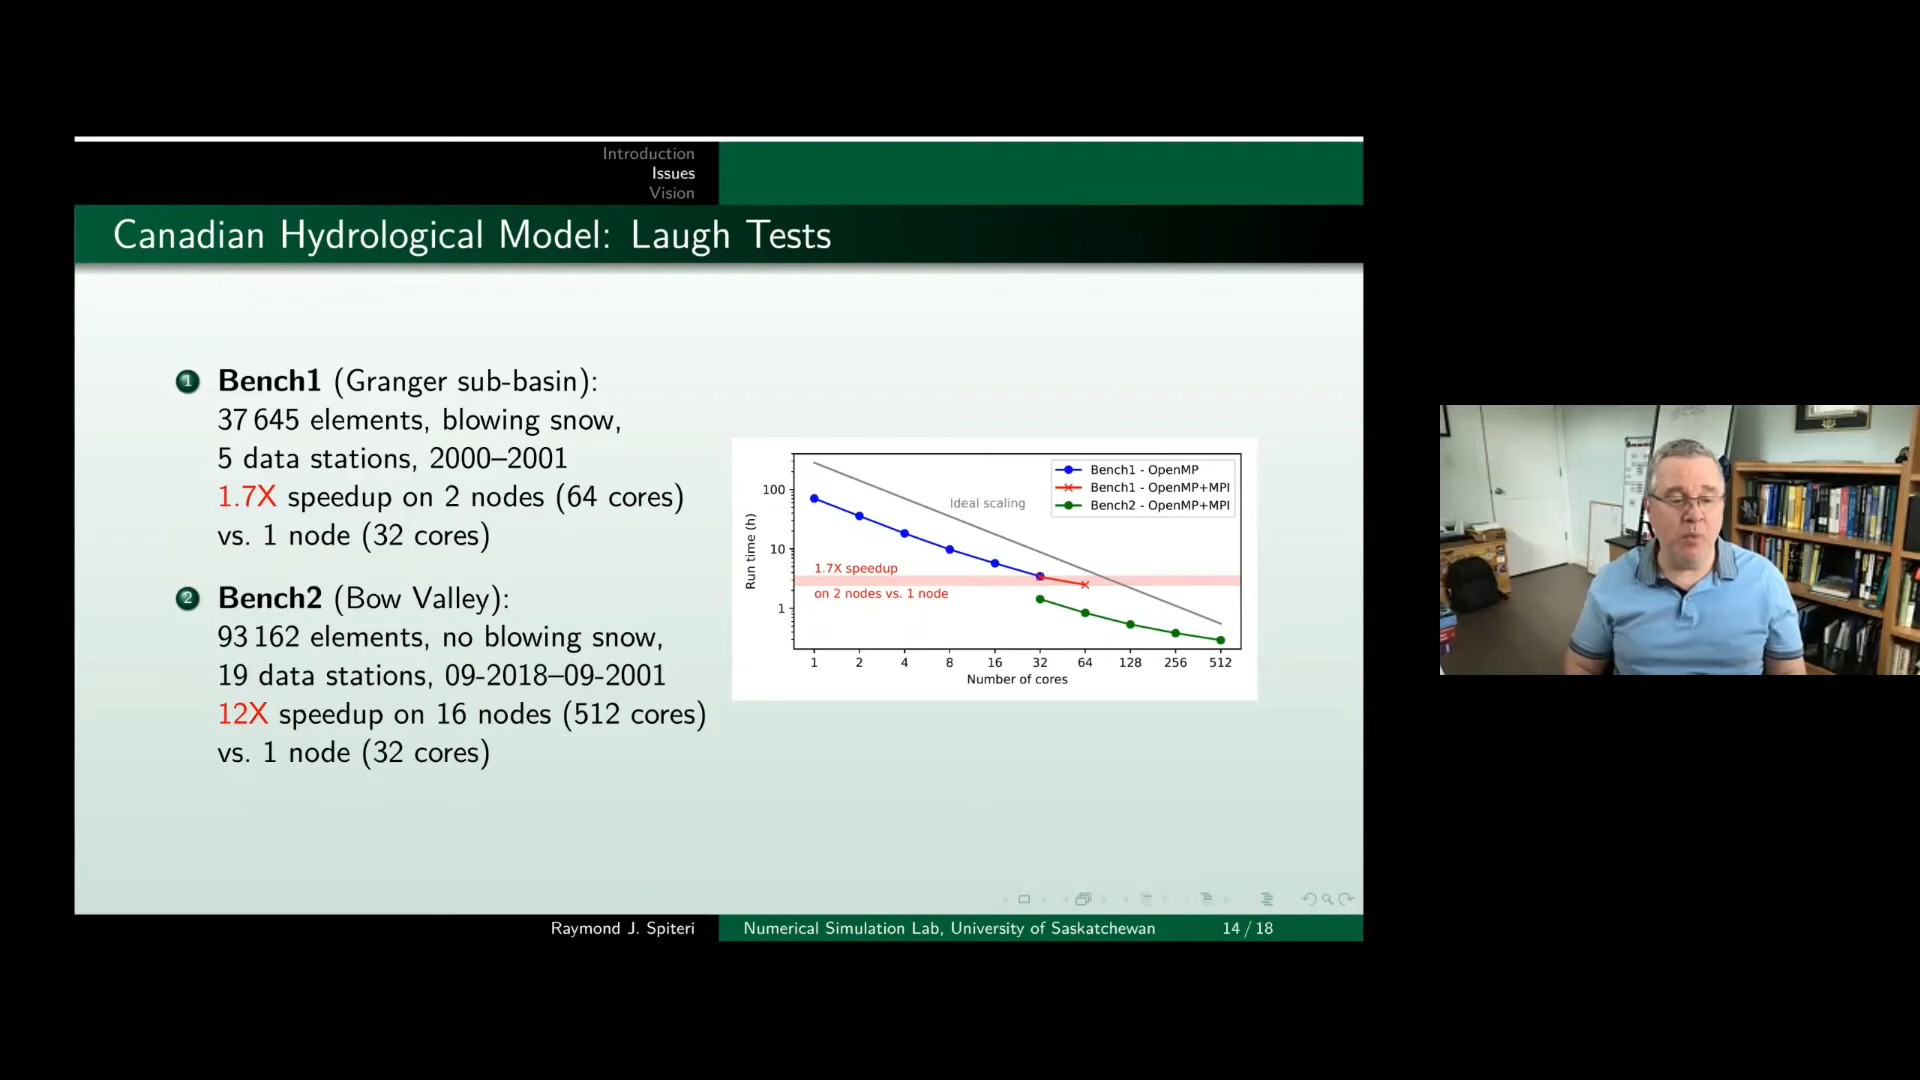 Introduction
Issues
Vision
Canadian Hydrological Model: Laugh Tests
1 Bench1 (Granger sub-basin):
37 645 elements, blowing snow,
5 data stations, 2000–2001
1.7X speedup on 2 nodes (64 cores)
vs. 1 node (32 cores)
2 Bench2 (Bow Valley):
93 162 elements, no blowing snow,
19 data stations, 09-2018–09-2001
12X speedup on 16 nodes (512 cores)
vs. 1 node (32 cores)
Bench1 - OpenMP
Bench1 - OpenMP+MPI
Bench2 - OpenMP+MPI
Ideal scaling
100
10
1
Run time (h)
1.7X speedup
on 2 nodes vs. 1 node
1 2 4 8 16 32 64 128 256 512
Number of cores
Raymond J. Spiteri
Numerical Simulation Lab, University of Saskatchewan
14 / 18